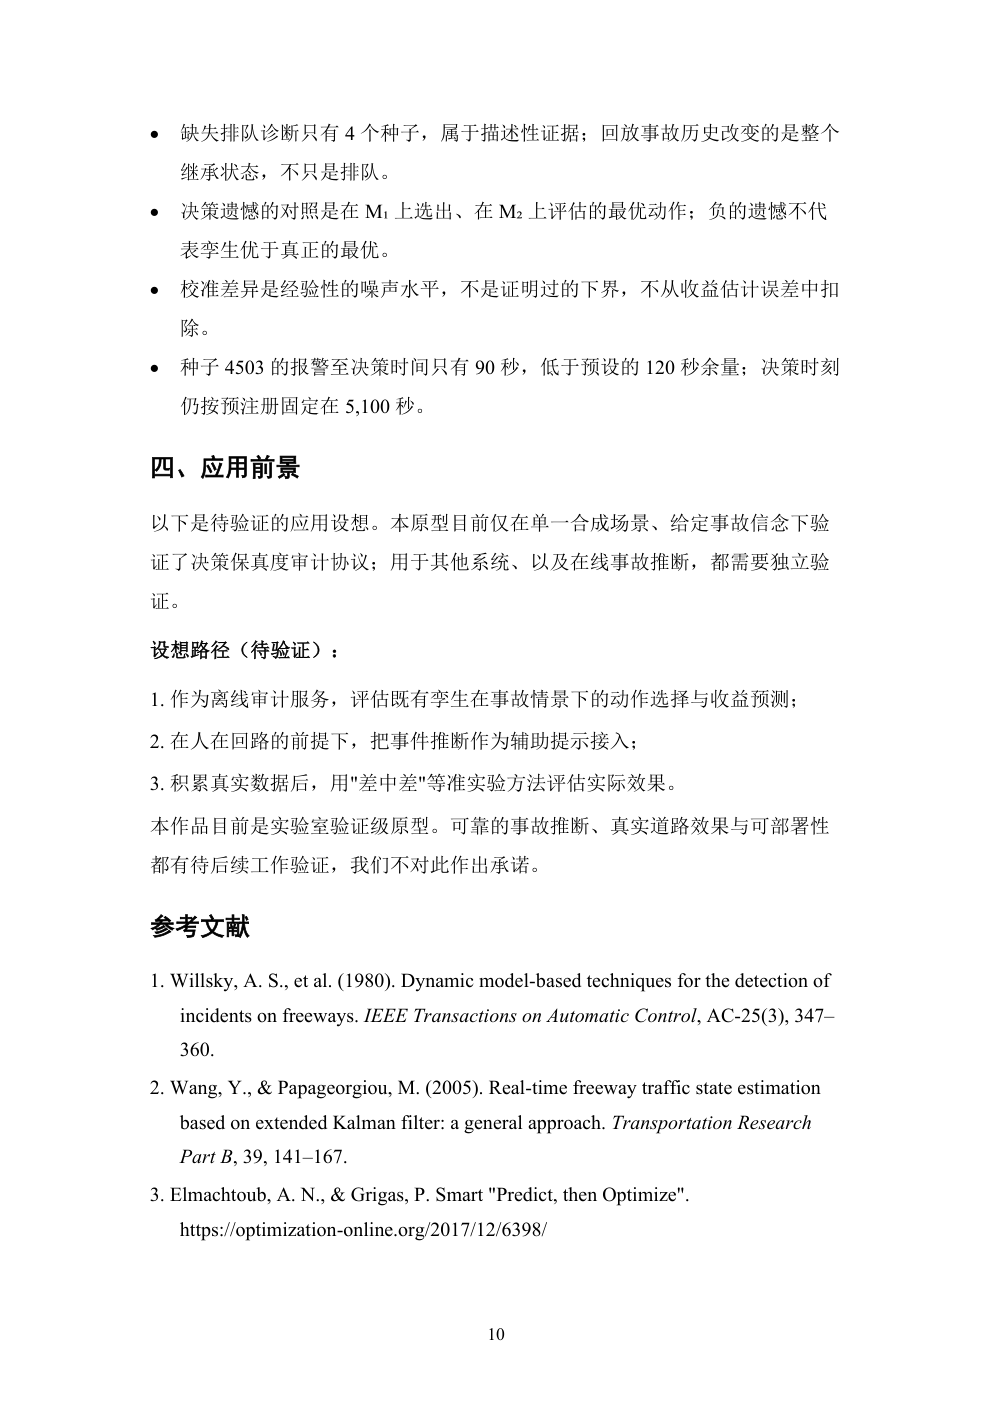 • 缺失排队诊断只有 4 个种子，属于描述性证据；回放事故历史改变的是整个
继承状态，不只是排队。
• 决策遗憾的对照是在 M₁ 上选出、在 M₂ 上评估的最优动作；负的遗憾不代
表孪生优于真正的最优。
• 校准差异是经验性的噪声水平，不是证明过的下界，不从收益估计误差中扣
除。
• 种子 4503 的报警至决策时间只有 90 秒，低于预设的 120 秒余量；决策时刻
仍按预注册固定在 5,100 秒。
四、应用前景
以下是待验证的应用设想。本原型目前仅在单一合成场景、给定事故信念下验
证了决策保真度审计协议；用于其他系统、以及在线事故推断，都需要独立验
证。
设想路径（待验证）：
1. 作为离线审计服务，评估既有孪生在事故情景下的动作选择与收益预测；
2. 在人在回路的前提下，把事件推断作为辅助提示接入；
3. 积累真实数据后，用"差中差"等准实验方法评估实际效果。
本作品目前是实验室验证级原型。可靠的事故推断、真实道路效果与可部署性
都有待后续工作验证，我们不对此作出承诺。
参考文献
1. Willsky, A. S., et al. (1980). Dynamic model-based techniques for the detection of
incidents on freeways. IEEE Transactions on Automatic Control, AC-25(3), 347–
360.
2. Wang, Y., & Papageorgiou, M. (2005). Real-time freeway traffic state estimation
based on extended Kalman filter: a general approach. Transportation Research
Part B, 39, 141–167.
3. Elmachtoub, A. N., & Grigas, P. Smart "Predict, then Optimize".
https://optimization-online.org/2017/12/6398/
10